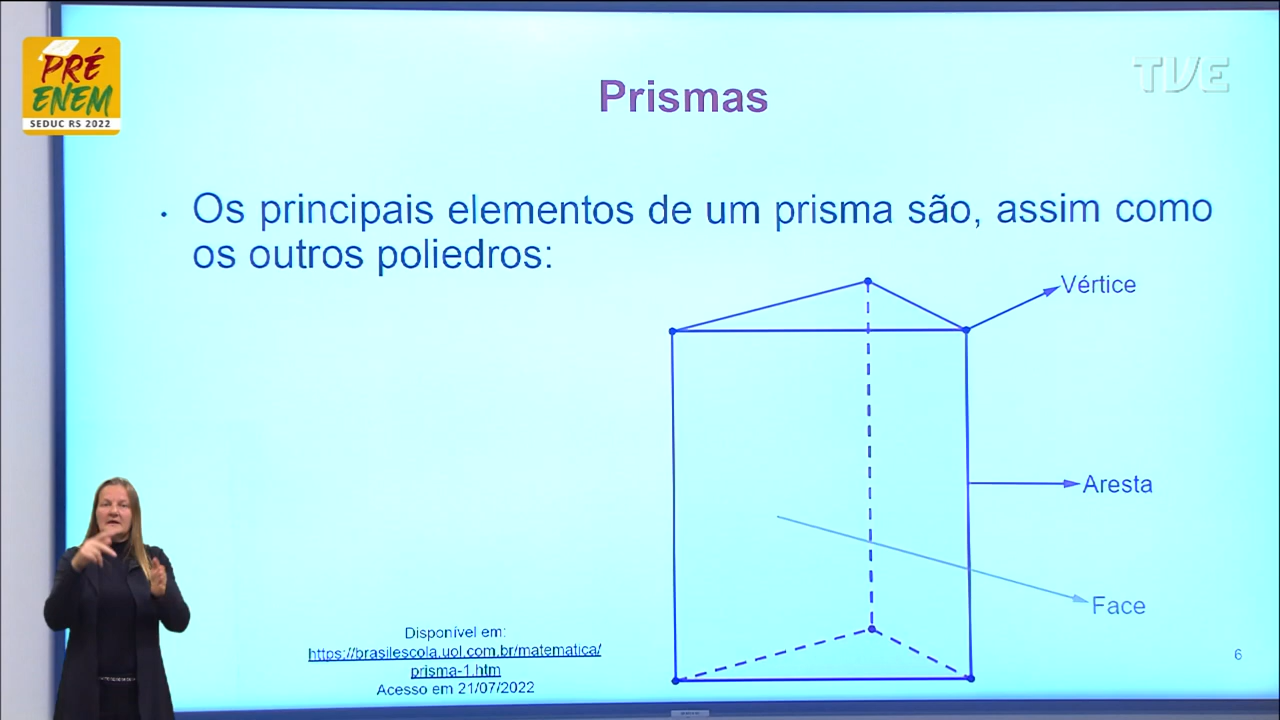 PRÉ
ENEM
SEDUC RS 2022
TVE
Prismas
• Os principais elementos de um prisma são, assim como
os outros poliedros:
Vértice
Aresta
Face
Disponível em:
https://brasilescola.uol.com.br/matematica/
prisma-1.htm
Acesso em 21/07/2022
6